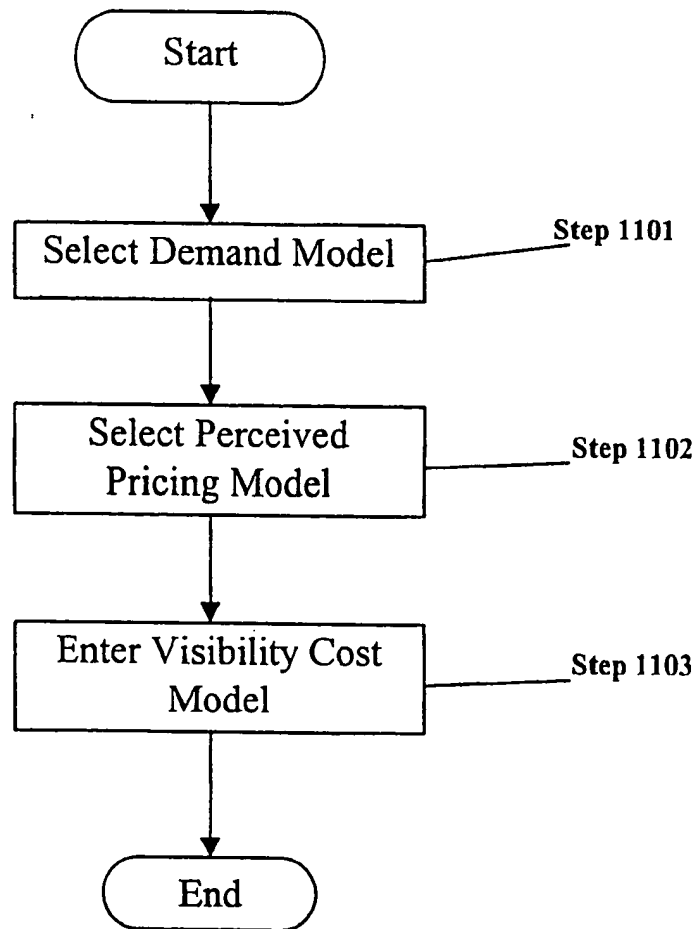 Start
Select Demand Model
Step 1101
Select Perceived
Pricing Model
Step 1102
Enter Visibility Cost
Model
Step 1103
End